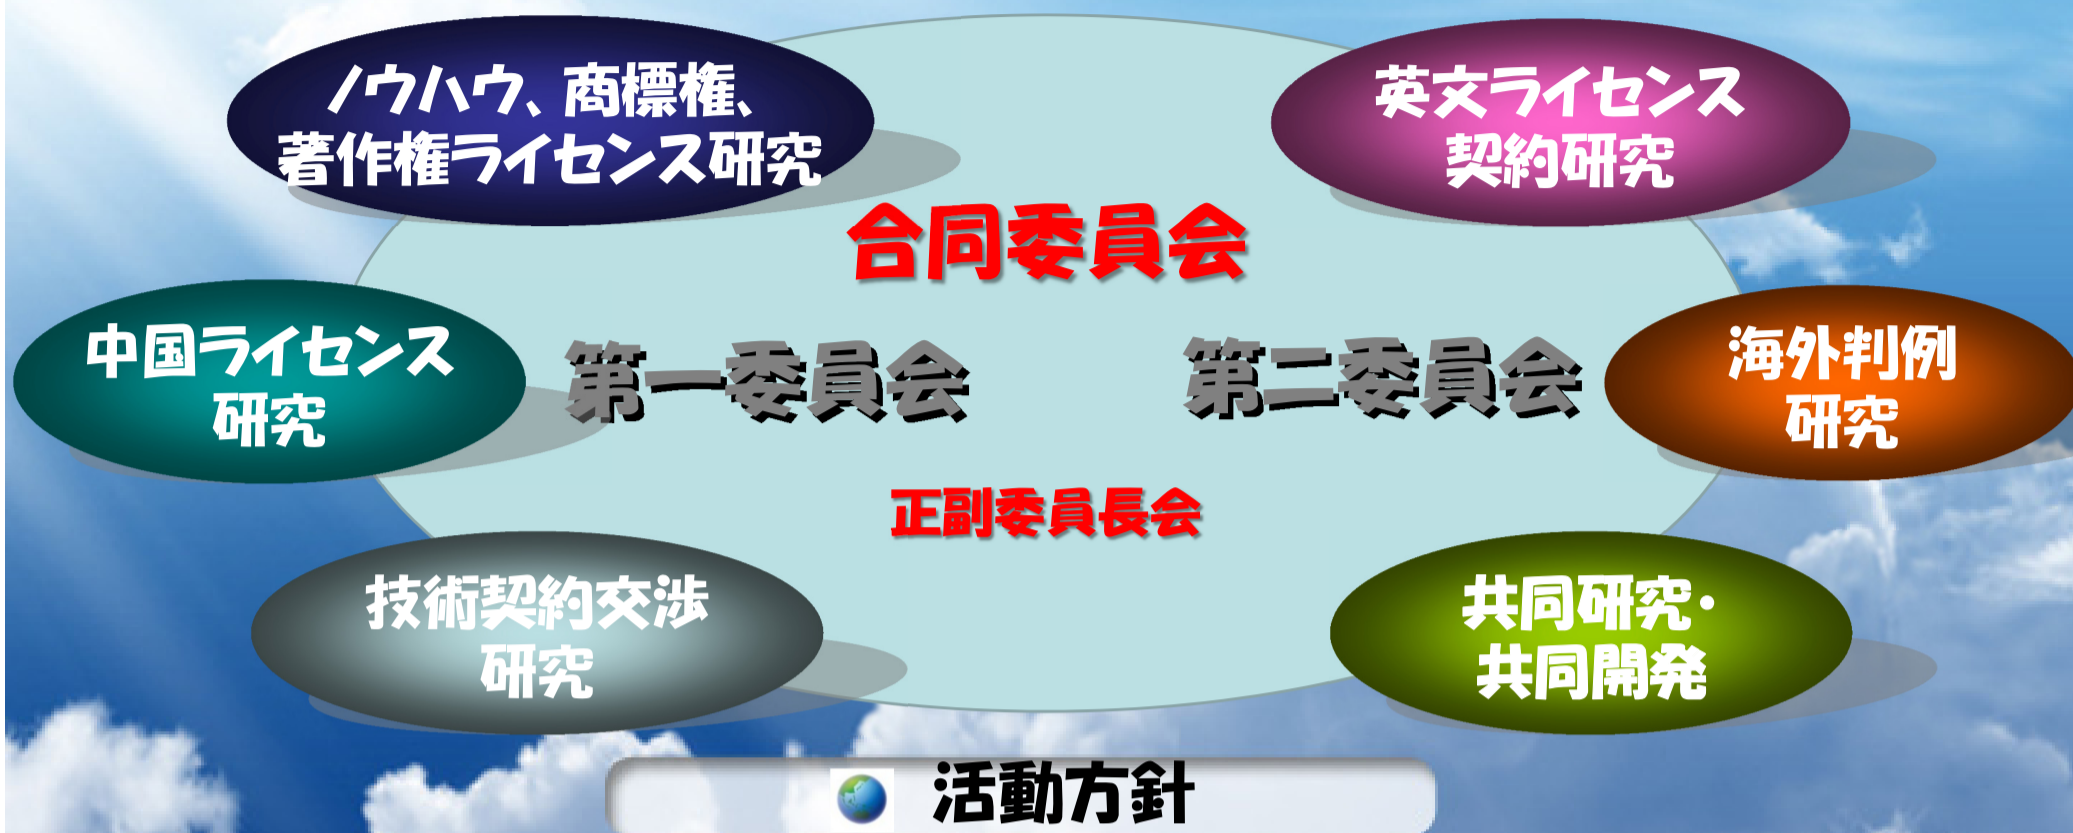 ノウハウ、商標権、
著作権ライセンス研究
英文ライセンス
契約研究
合同委員会
中国ライセンス
研究
第一委員会
第二委員会
海外判例
研究
正副委員長会
技術契約交渉
研究
共同研究・
共同開発
活動方針